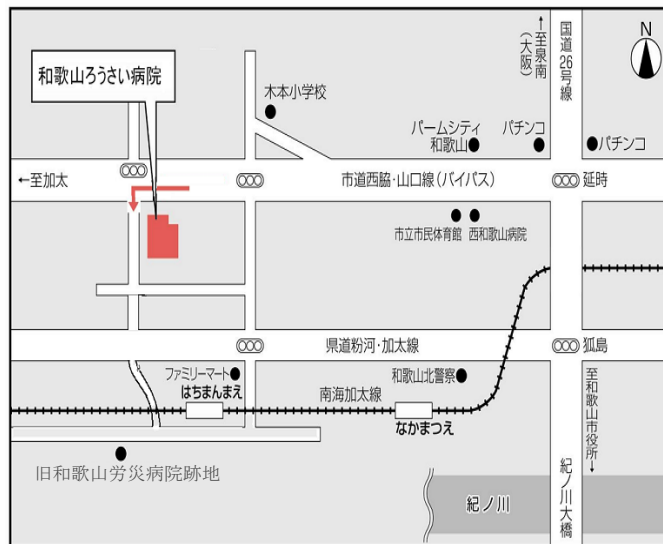 和歌山ろうさい病院
木本小学校
←至泉南
(大阪)
国道26号線
N
パームシティ
和歌山
パチンコ
パチンコ
←至加太
市道西脇・山口線(バイパス)
延時
市立市民体育館
西和歌山病院
県道粉河・加太線
狐島
ファミリーマート
はちまんまえ
南海加太線
和歌山北警察
なかまつえ
至和歌山市役所→
旧和歌山労災病院跡地
紀ノ川
紀ノ川大橋